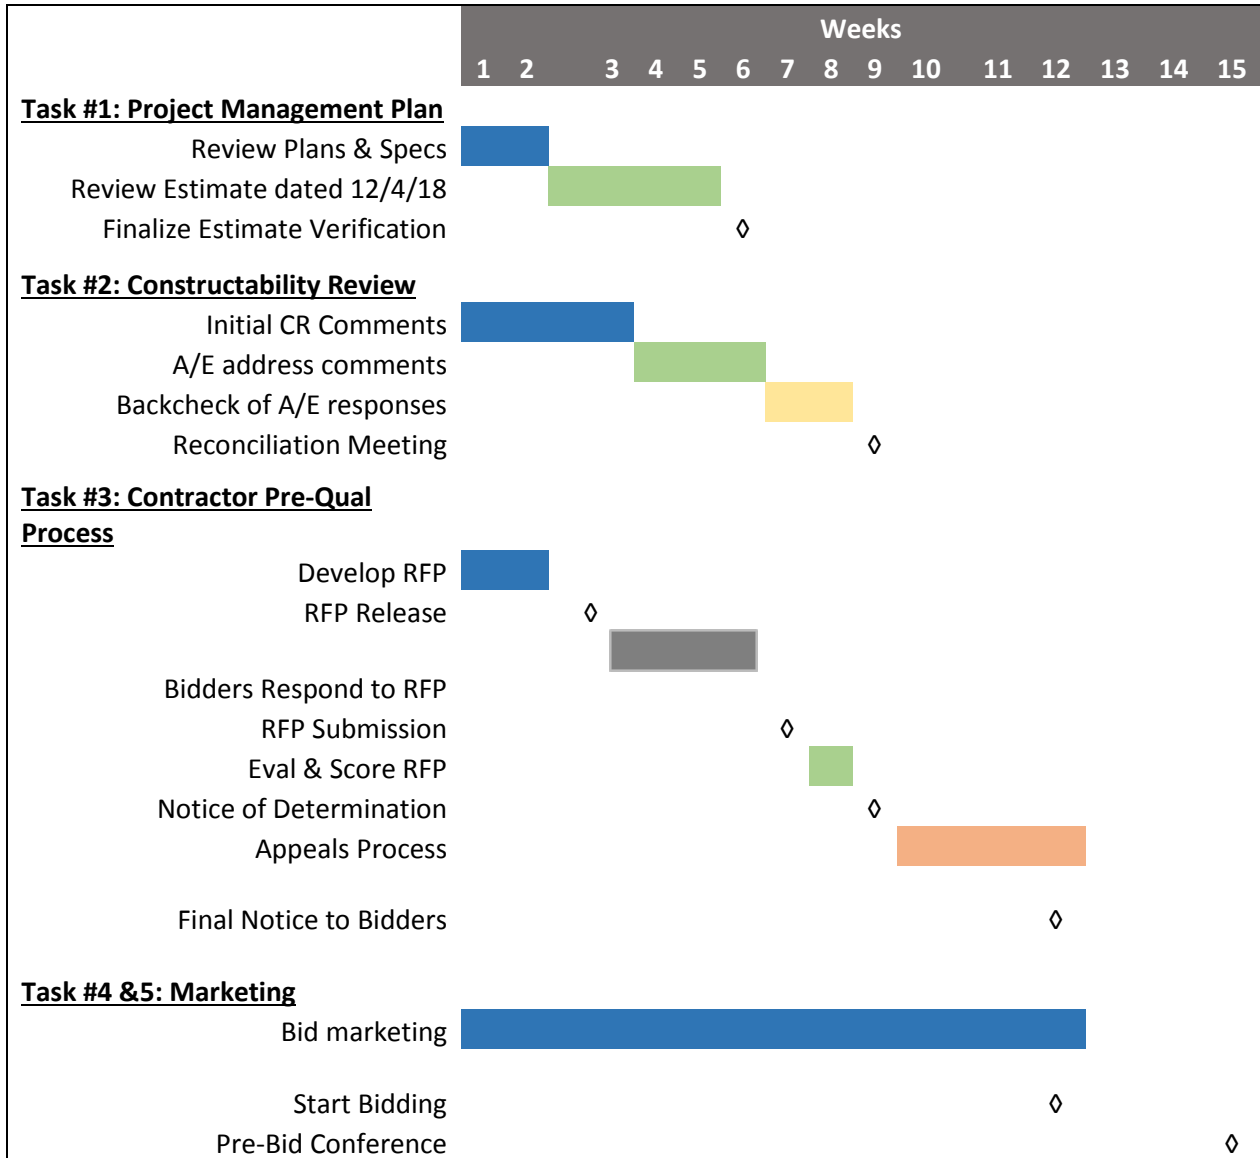 Weeks
1 2 3 4 5 6 7 8 9 10 11 12 13 14 15
Task #1: Project Management Plan
Review Plans & Specs
Review Estimate dated 12/4/18
Finalize Estimate Verification ◊
Task #2: Constructability Review
Initial CR Comments
A/E address comments
Backcheck of A/E responses
Reconciliation Meeting ◊
Task #3: Contractor Pre-Qual
Process
Develop RFP
RFP Release ◊
Bidders Respond to RFP
RFP Submission ◊
Eval & Score RFP
Notice of Determination ◊
Appeals Process
Final Notice to Bidders ◊
Task #4 &5: Marketing
Bid marketing
Start Bidding ◊
Pre-Bid Conference ◊